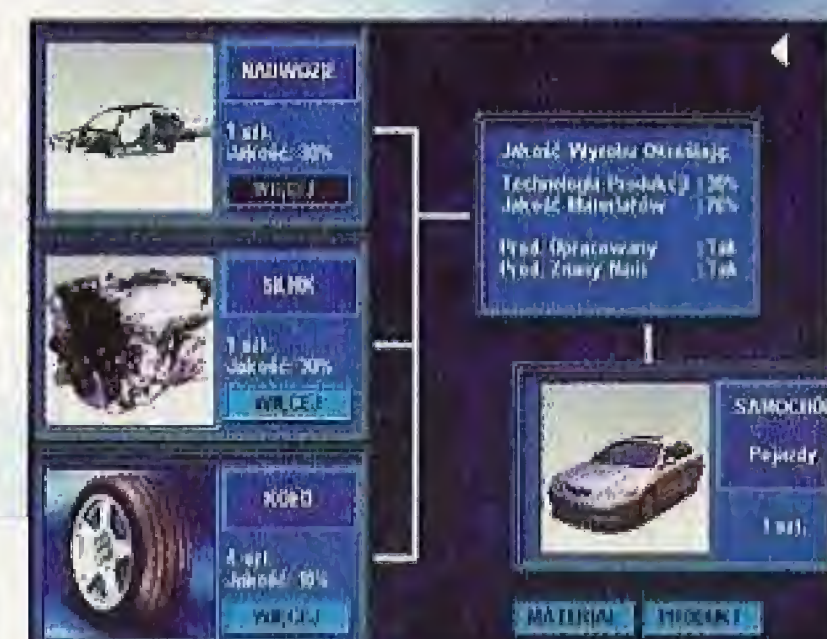 NADWOZIE
1 szt.
Jakość: 30%
WIĘCEJ
SILNIK
1 szt.
Jakość: 30%
WIĘCEJ
KOŁO
4 szt.
Jakość: 10%
WIĘCEJ
Jakość Wyrobu Określają:
Technologia Produkcji : 30%
Jakość Materiałów : 70%
Prod. Opracowany : Tak
Prod. Znany Nam : Tak
SAMOCHÓD
Pojazdy
1 szt.
MATERIAŁ
PRODUKT